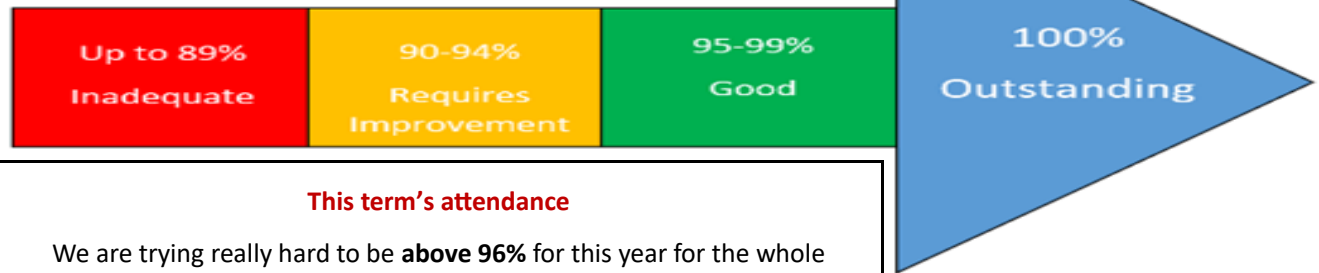 Up to 89%
Inadequate
90-94%
Requires
Improvement
95-99%
Good
100%
Outstanding
This term’s attendance
We are trying really hard to be above 96% for this year for the whole